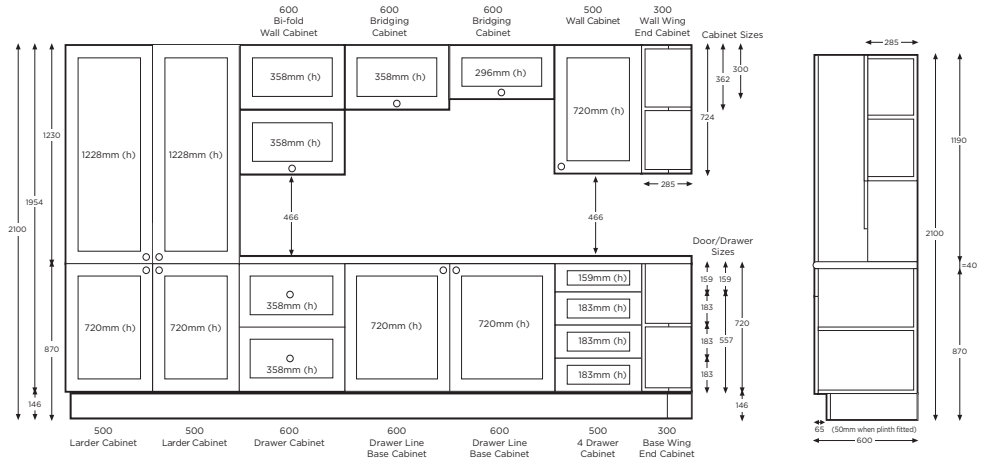 600
Bi-fold
Wall Cabinet
600
Bridging
Cabinet
600
Bridging
Cabinet
500
Wall Cabinet
300
Wall Wing
End Cabinet
Cabinet Sizes
358mm (h)
358mm (h)
296mm (h)
720mm (h)
300
362
724
285
1230
1228mm (h)
1228mm (h)
358mm (h)
1954
2100
285
466
466
Door/Drawer
Sizes
720mm (h)
720mm (h)
358mm (h)
358mm (h)
720mm (h)
720mm (h)
159mm (h)
183mm (h)
183mm (h)
183mm (h)
159
159
183
183
183
557
720
870
146
146
500
Larder Cabinet
500
Larder Cabinet
600
Drawer Cabinet
600
Drawer Line
Base Cabinet
600
Drawer Line
Base Cabinet
500
4 Drawer
Cabinet
300
Base Wing
End Cabinet
1190
2100
=40
870
65 (50mm when plinth fitted)
600